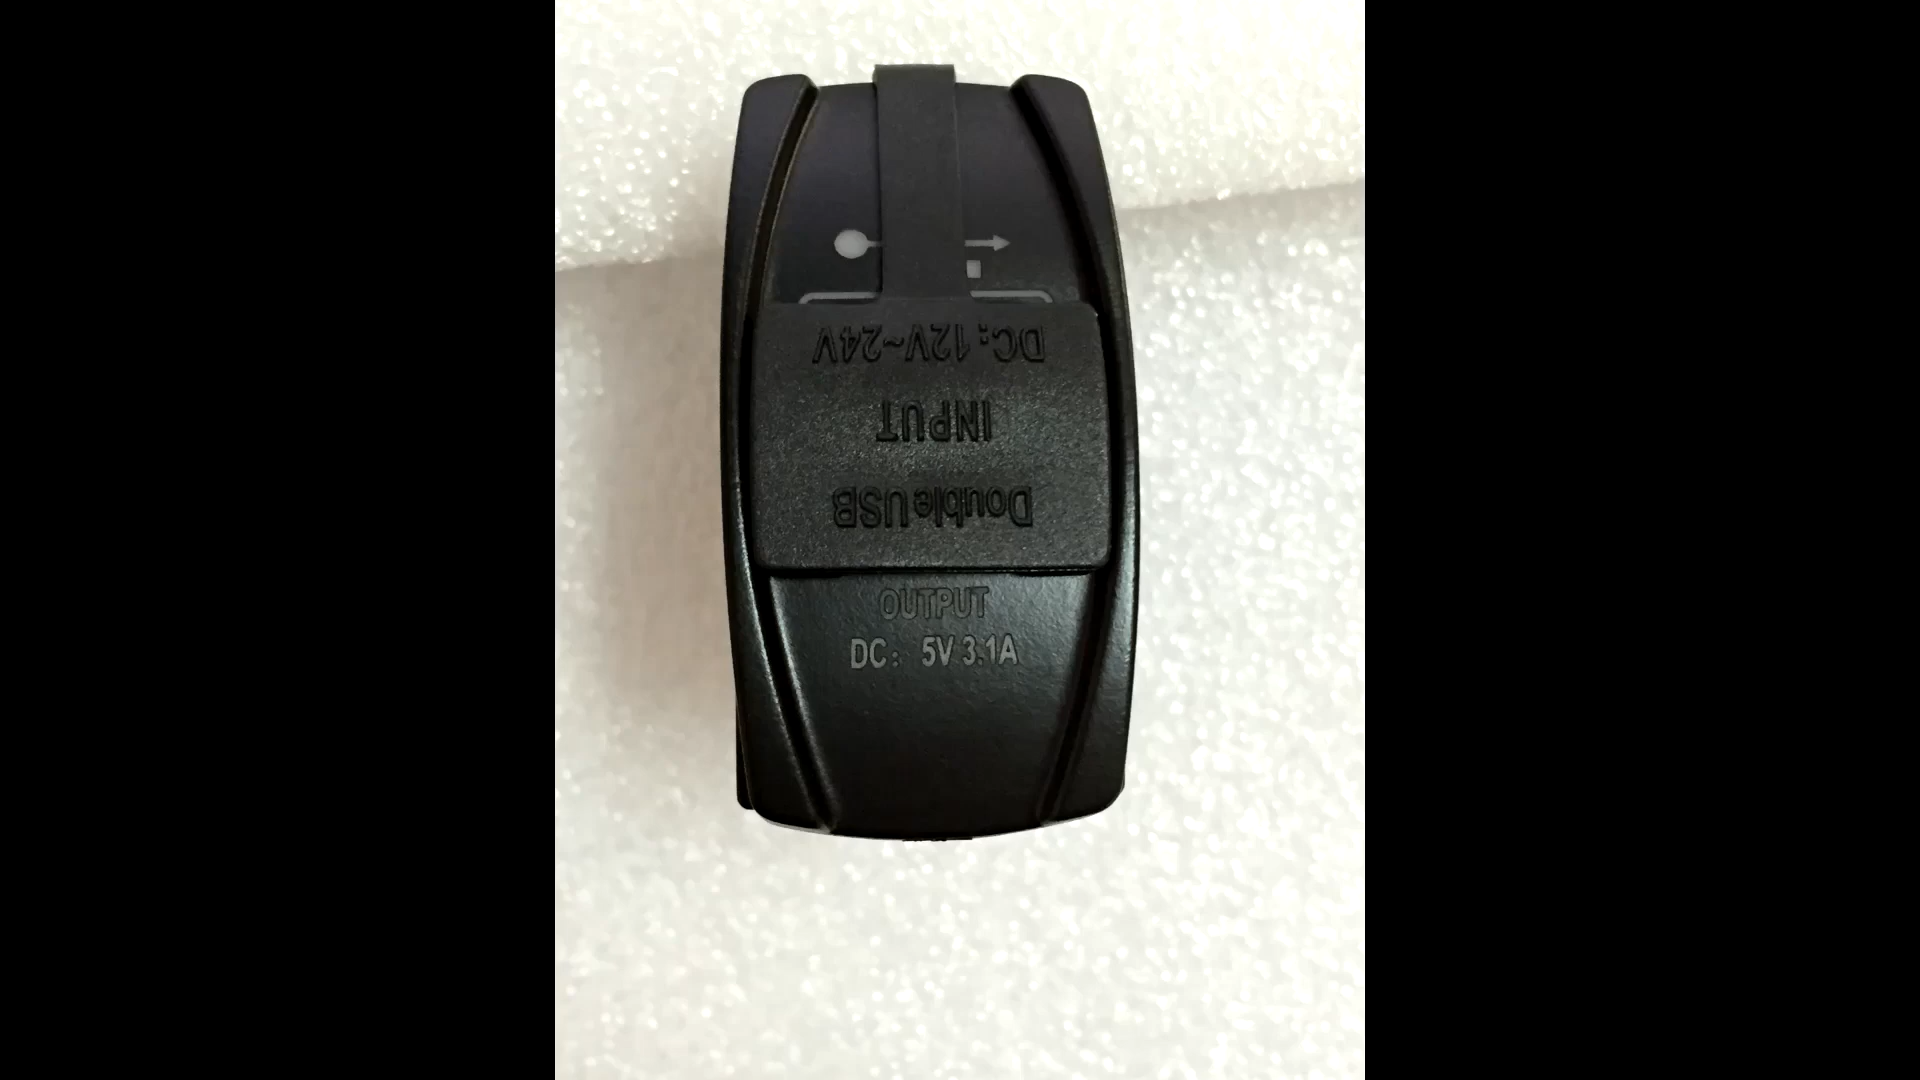 Double USB
INPUT
DC:12V~24V
OUTPUT
DC: 5V 3.1A